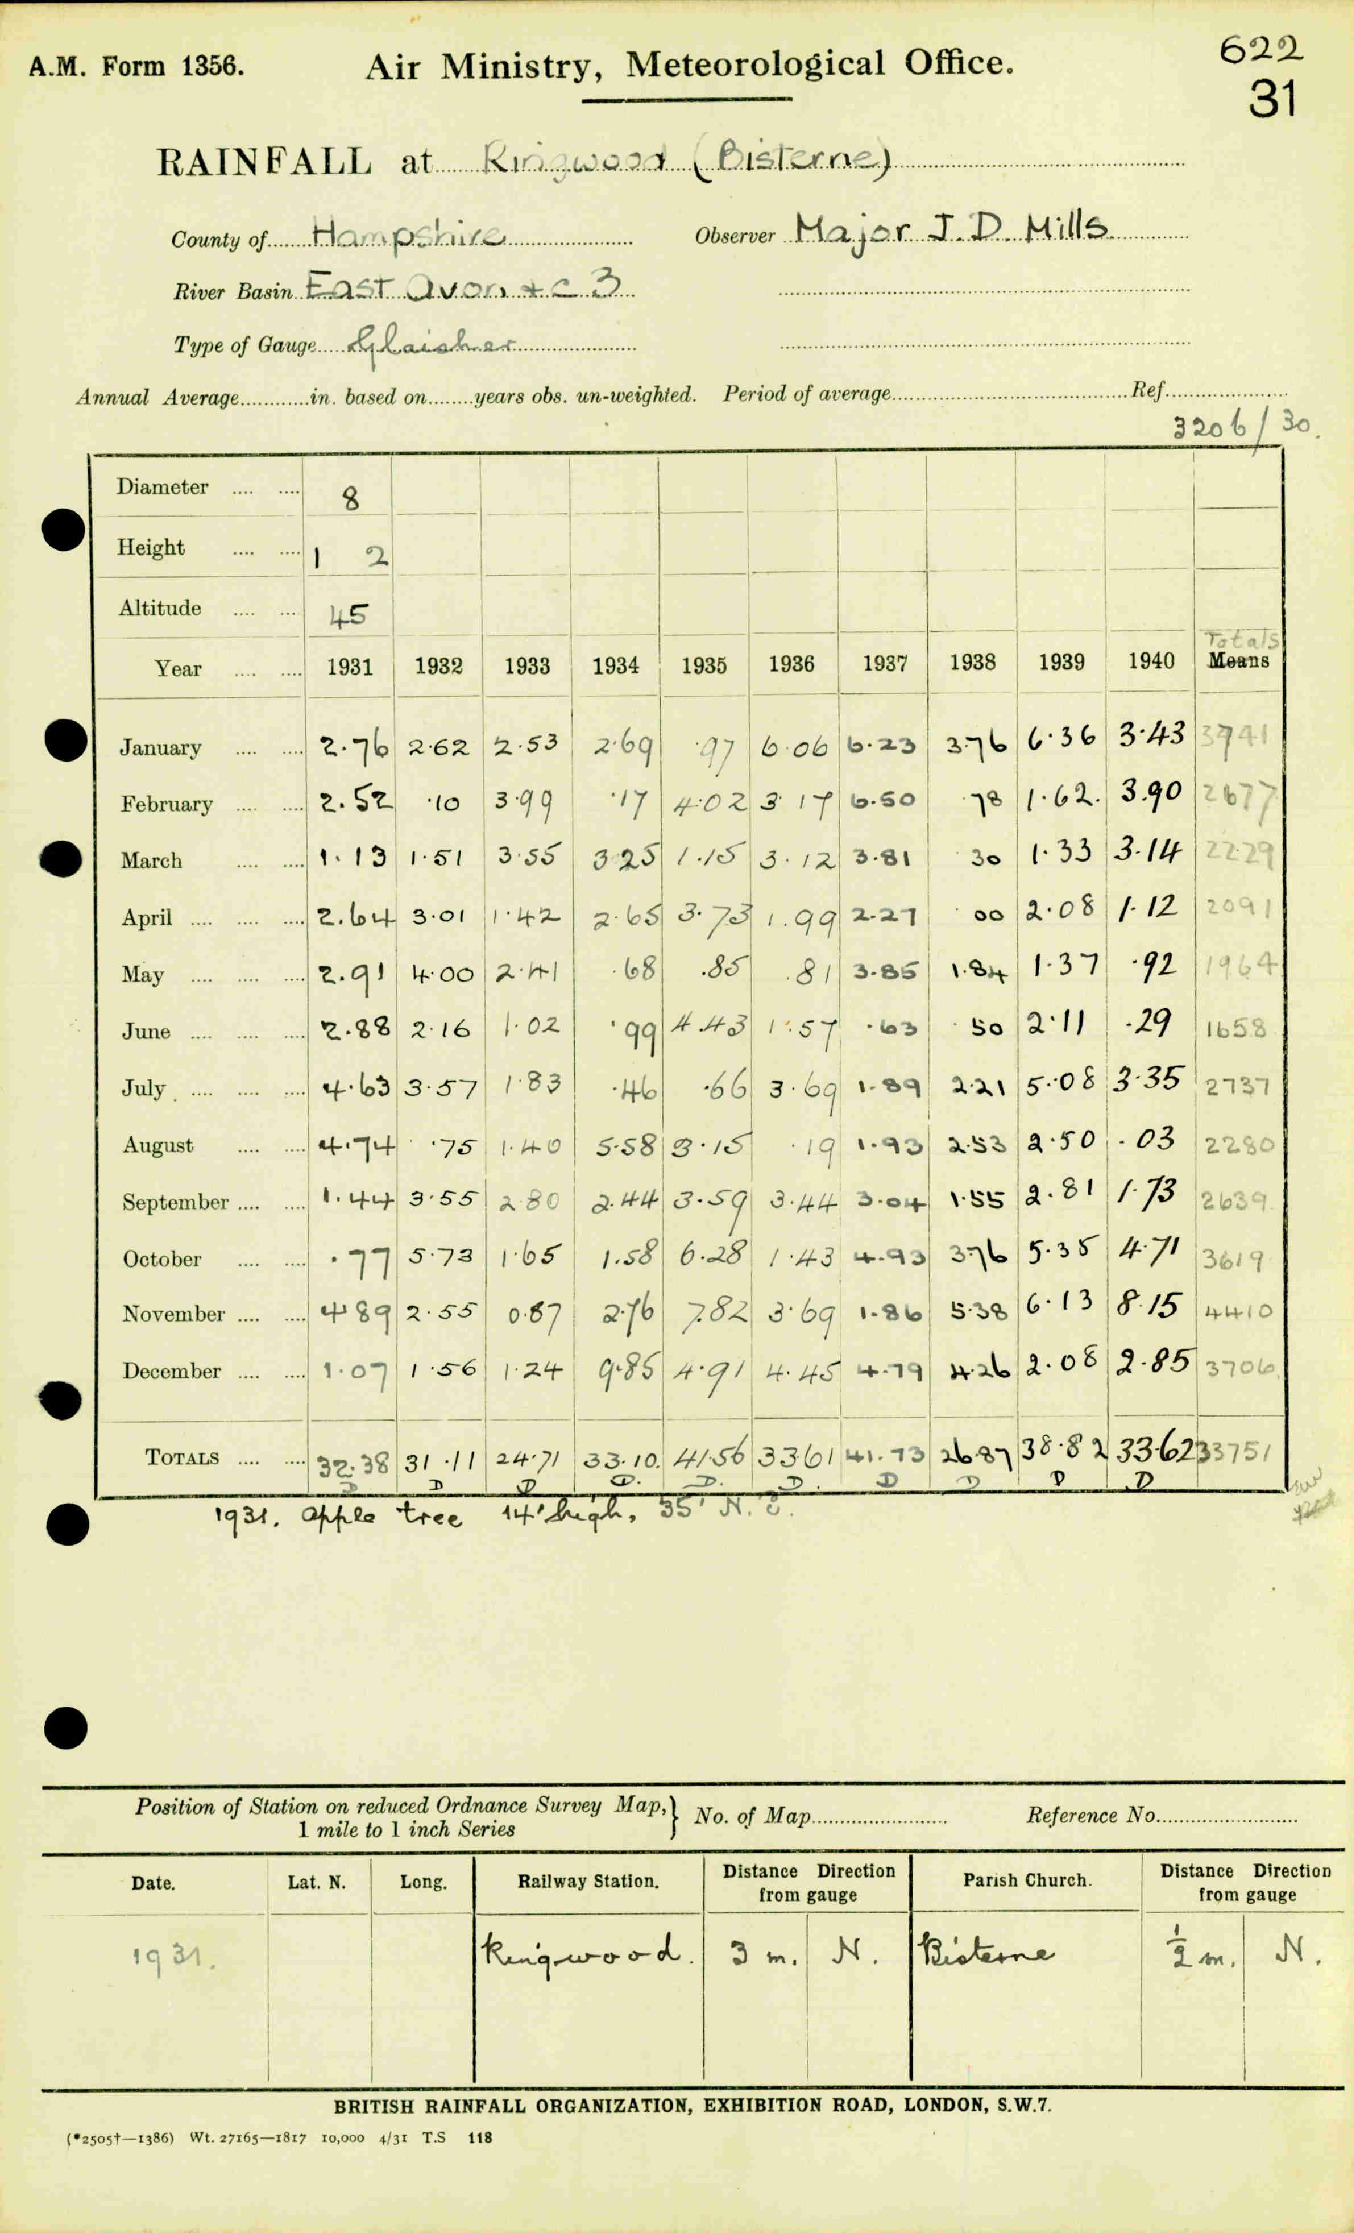 A.M. Form 1356.
Air Ministry, Meteorological Office.
622
31
RAINFALL at Ringwood (Bisterne)
County of Hampshire Observer Major J. D. Mills
River Basin East Avon + C 3
Type of Gauge Glaisher
Annual Average in. based on years obs. un-weighted. Period of average Ref.
3206/30.
Diameter 8
Height 1 2
Altitude 45
Totals
Year 1931 1932 1933 1934 1935 1936 1937 1938 1939 1940 Means
January 2.76 2.62 2.53 2.69 .97 6.06 6.23 3.76 6.36 3.43 3741
February 2.52 .10 3.99 .17 4.02 3.17 6.50 .78 1.62. 3.90 2677
March 1.13 1.51 3.55 3.25 1.15 3.12 3.81 30 1.33 3.14 2229
April 2.64 3.01 1.42 2.65 3.73 1.99 2.27 00 2.08 1.12 2091
May 2.91 4.00 2.41 .68 .85 .81 3.85 1.84 1.37 .92 1964
June 2.88 2.16 1.02 .99 4.43 1.57 .63 50 2.11 .29 1658
July 4.63 3.57 1.83 .46 .66 3.69 1.89 2.21 5.08 3.35 2737
August 4.74 .75 1.40 5.58 3.15 .19 1.93 2.53 2.50 .03 2280
September 1.44 3.55 2.80 2.44 3.59 3.44 3.04 1.55 2.81 1.73 2639
October .77 5.73 1.65 1.58 6.28 1.43 4.93 3.76 5.35 4.71 3619
November 4.89 2.55 0.87 2.76 7.82 3.69 1.86 5.38 6.13 8.15 4410
December 1.07 1.56 1.24 9.85 4.91 4.45 4.79 4.26 2.08 2.85 3706
TOTALS 32.38 31.11 24.71 33.10. 41.56 33.61 41.73 26.87 38.82 33.62 33751
D D D D. D. D. D D D D
1931. apple tree 14' high, 35' N. E.
Position of Station on reduced Ordnance Survey Map, No. of Map Reference No.
1 mile to 1 inch Series
Date. Lat. N. Long. Railway Station. Distance Direction from gauge Parish Church. Distance Direction from gauge
1931. Ringwood. 3 m. N. Bisterne ½ m. N.
BRITISH RAINFALL ORGANIZATION, EXHIBITION ROAD, LONDON, S.W.7.
(*2505†—1386) Wt. 27165—1817 10,000 4/31 T.S 118